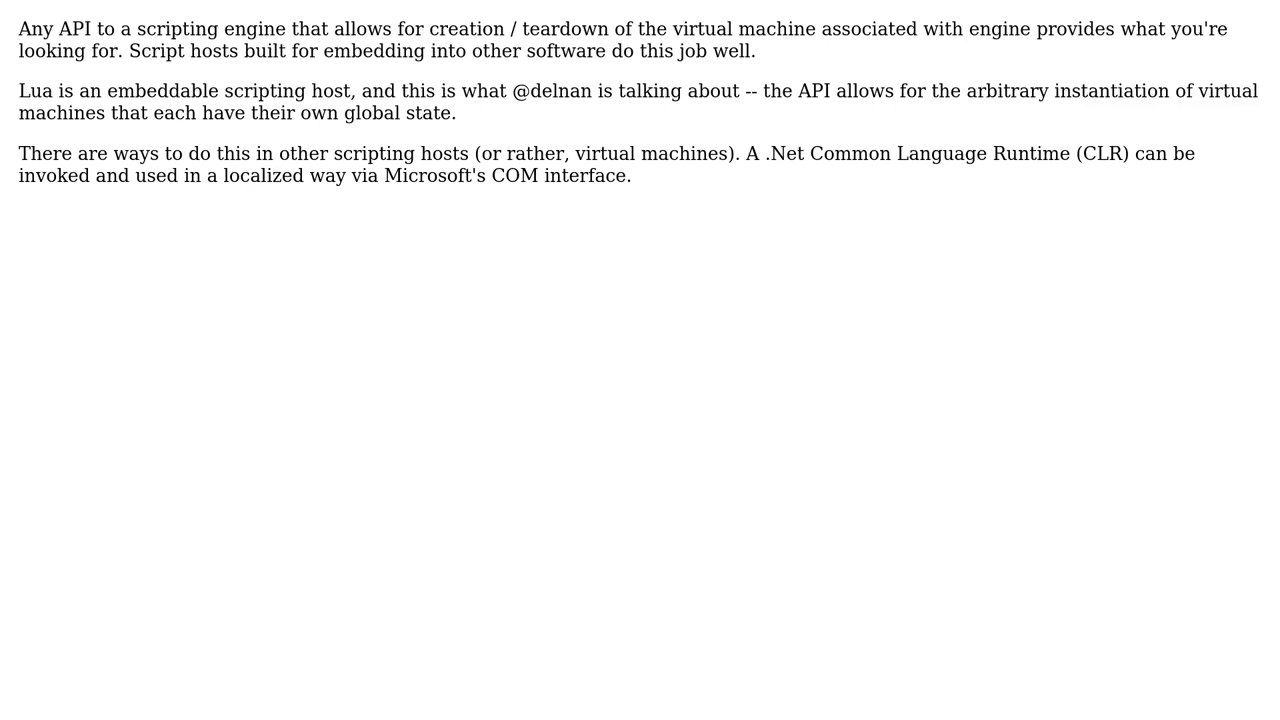 Any API to a scripting engine that allows for creation / teardown of the virtual machine associated with engine provides what you're
looking for. Script hosts built for embedding into other software do this job well.
Lua is an embeddable scripting host, and this is what @delnan is talking about -- the API allows for the arbitrary instantiation of virtual
machines that each have their own global state.
There are ways to do this in other scripting hosts (or rather, virtual machines). A .Net Common Language Runtime (CLR) can be
invoked and used in a localized way via Microsoft's COM interface.